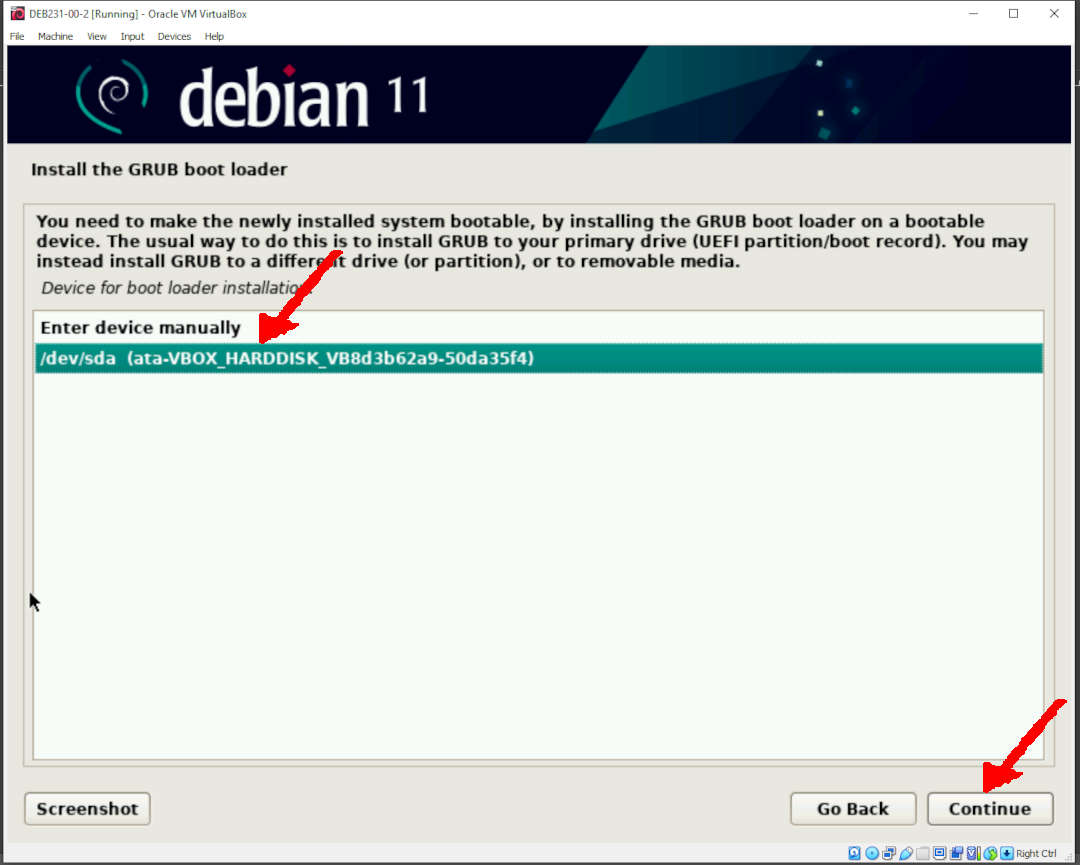 DEB231-00-2 [Running] - Oracle VM VirtualBox
File Machine View Input Devices Help
debian 11
Install the GRUB boot loader
You need to make the newly installed system bootable, by installing the GRUB boot loader on a bootable
device. The usual way to do this is to install GRUB to your primary drive (UEFI partition/boot record). You may
instead install GRUB to a different drive (or partition), or to removable media.
Device for boot loader installation:
Enter device manually
/dev/sda (ata-VBOX_HARDDISK_VB8d3b62a9-50da35f4)
Screenshot
Go Back
Continue
Right Ctrl